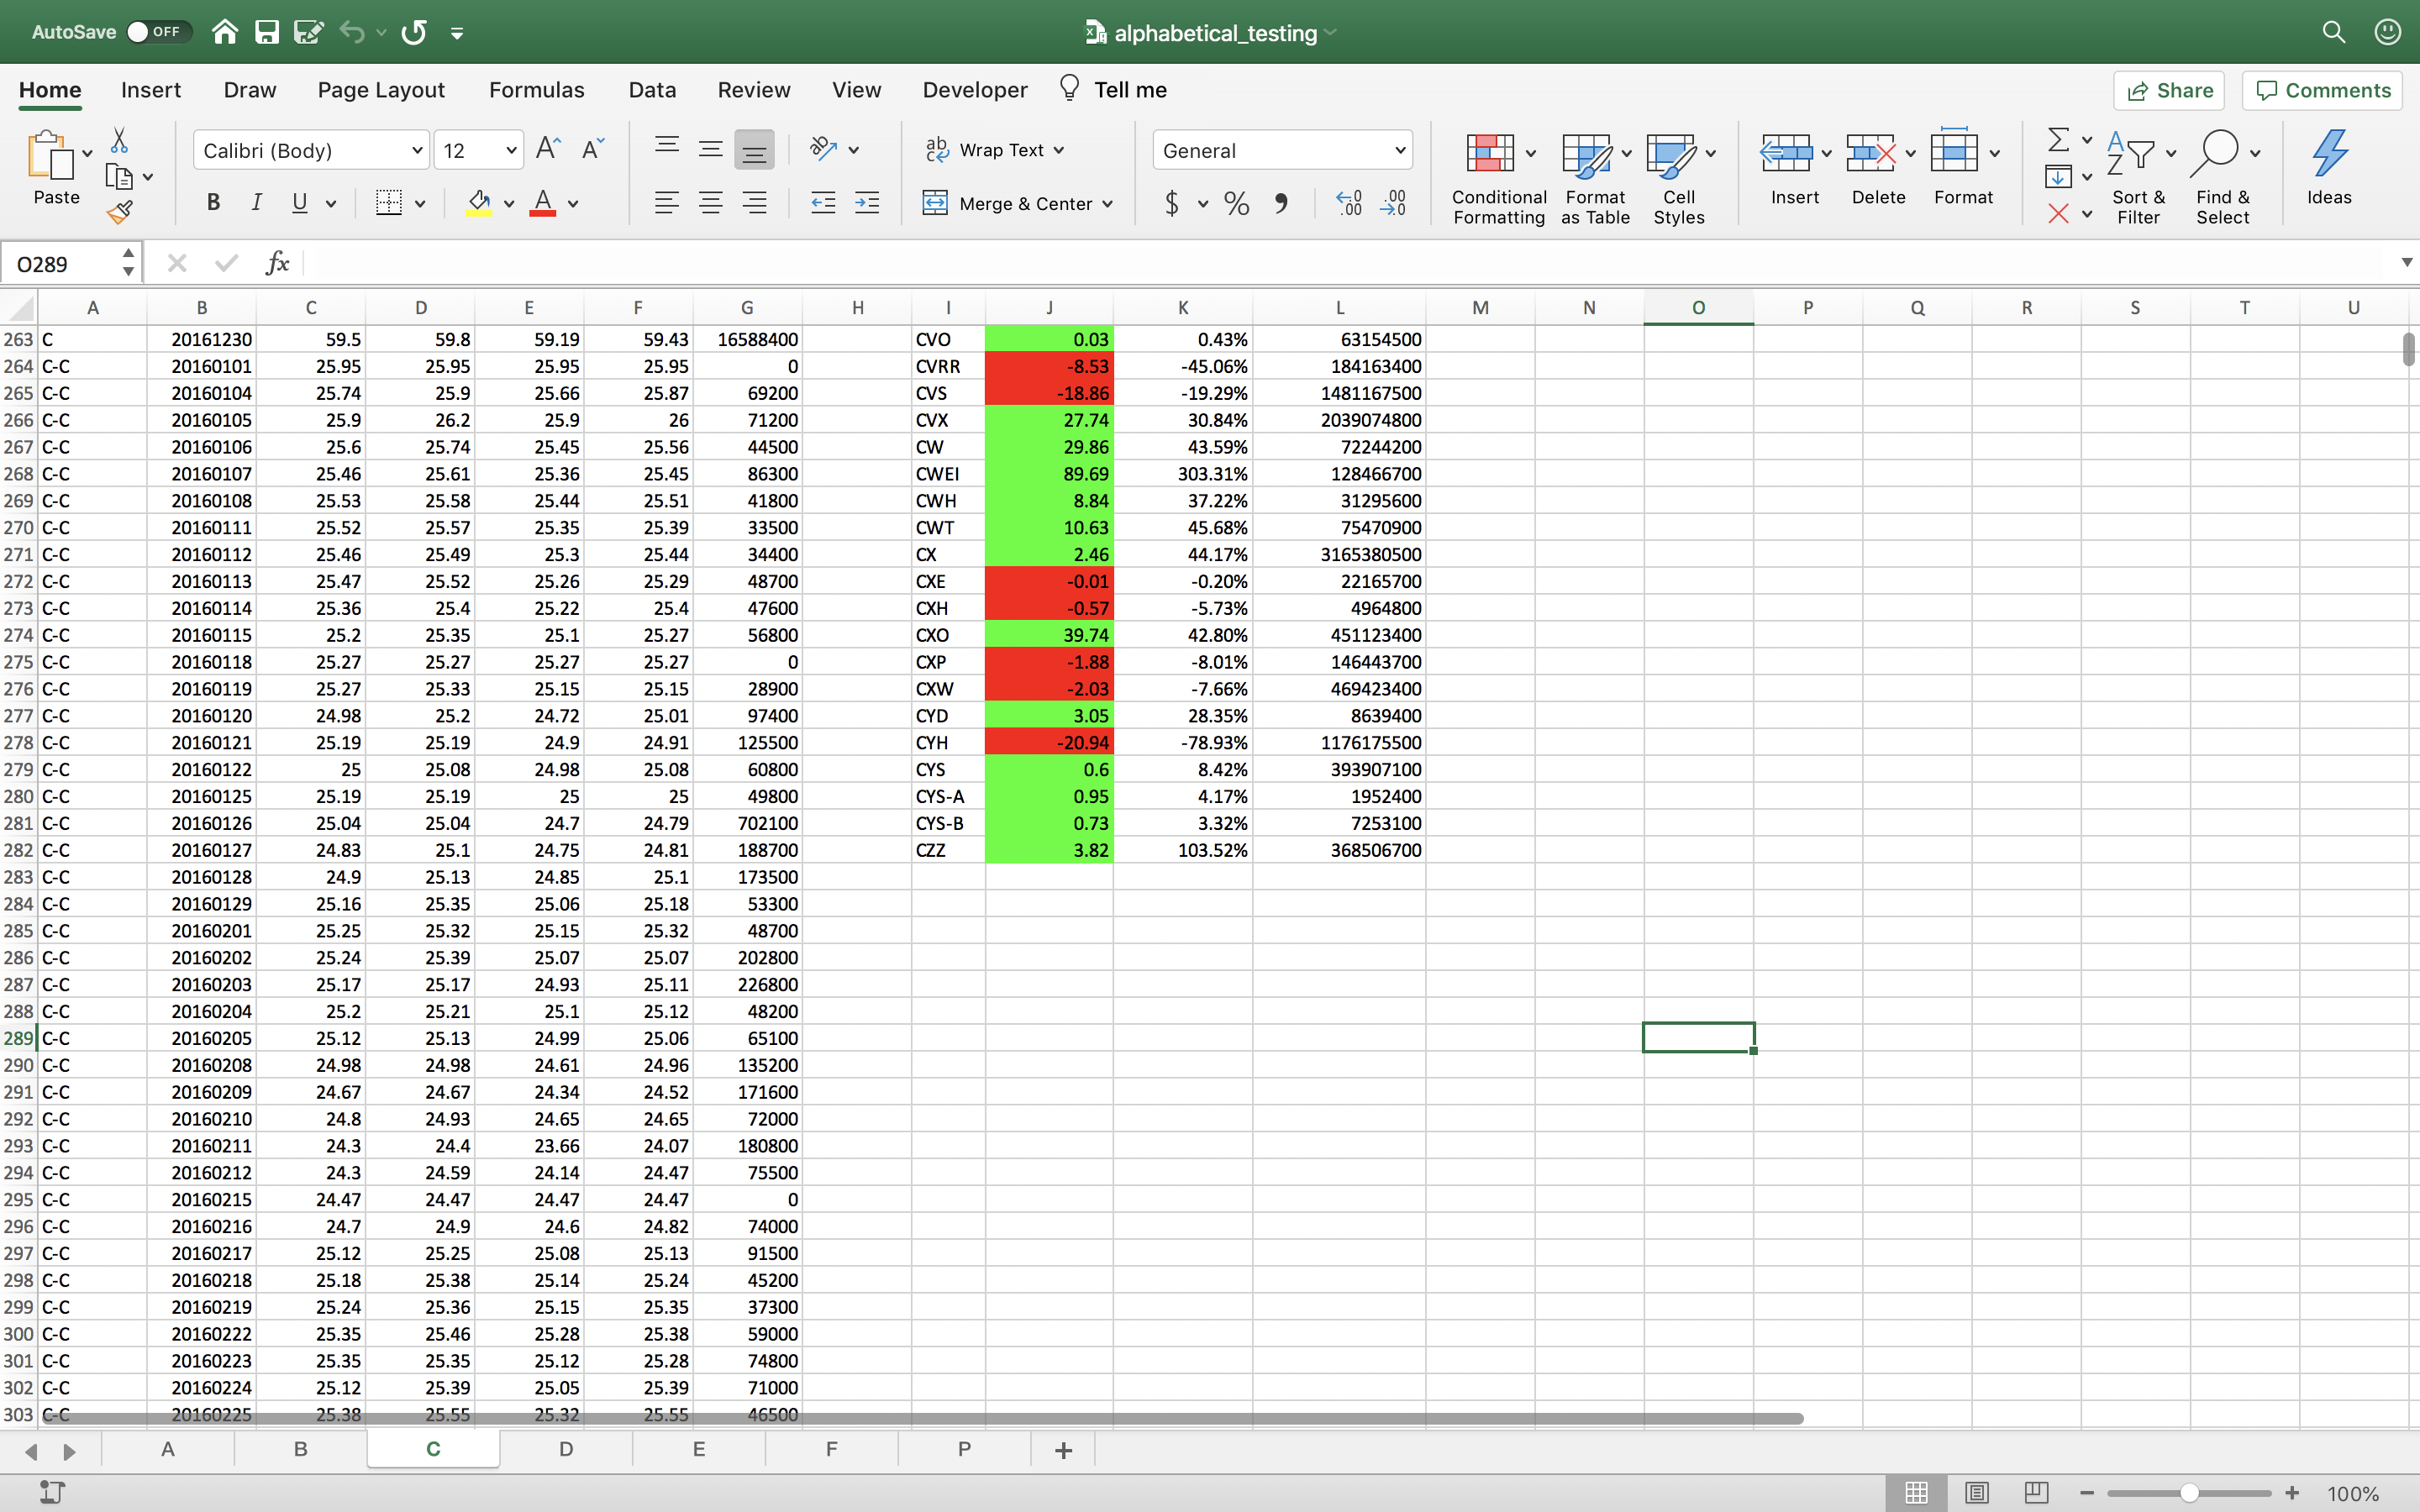 AutoSave OFF alphabetical_testing
Home Insert Draw Page Layout Formulas Data Review View Developer Tell me Share Comments
Calibri (Body) 12 Wrap Text General
Paste B I U Merge & Center $ % Conditional Formatting Format as Table Cell Styles Insert Delete Format Sort & Filter Find & Select Ideas
O289 fx
A B C D E F G H I J K L M N O P Q R S T U
263 C 20161230 59.5 59.8 59.19 59.43 16588400 CVO 0.03 0.43% 63154500
264 C-C 20160101 25.95 25.95 25.95 25.95 0 CVRR -8.53 -45.06% 184163400
265 C-C 20160104 25.74 25.9 25.66 25.87 69200 CVS -18.86 -19.29% 1481167500
266 C-C 20160105 25.9 26.2 25.9 26 71200 CVX 27.74 30.84% 2039074800
267 C-C 20160106 25.6 25.74 25.45 25.56 44500 CW 29.86 43.59% 72244200
268 C-C 20160107 25.46 25.61 25.36 25.45 86300 CWEI 89.69 303.31% 128466700
269 C-C 20160108 25.53 25.58 25.44 25.51 41800 CWH 8.84 37.22% 31295600
270 C-C 20160111 25.52 25.57 25.35 25.39 33500 CWT 10.63 45.68% 75470900
271 C-C 20160112 25.46 25.49 25.3 25.44 34400 CX 2.46 44.17% 3165380500
272 C-C 20160113 25.47 25.52 25.26 25.29 48700 CXE -0.01 -0.20% 22165700
273 C-C 20160114 25.36 25.4 25.22 25.4 47600 CXH -0.57 -5.73% 4964800
274 C-C 20160115 25.2 25.35 25.1 25.27 56800 CXO 39.74 42.80% 451123400
275 C-C 20160118 25.27 25.27 25.27 25.27 0 CXP -1.88 -8.01% 146443700
276 C-C 20160119 25.27 25.33 25.15 25.15 28900 CXW -2.03 -7.66% 469423400
277 C-C 20160120 24.98 25.2 24.72 25.01 97400 CYD 3.05 28.35% 8639400
278 C-C 20160121 25.19 25.19 24.9 24.91 125500 CYH -20.94 -78.93% 1176175500
279 C-C 20160122 25 25.08 24.98 25.08 60800 CYS 0.6 8.42% 393907100
280 C-C 20160125 25.19 25.19 25 25 49800 CYS-A 0.95 4.17% 1952400
281 C-C 20160126 25.04 25.04 24.7 24.79 702100 CYS-B 0.73 3.32% 7253100
282 C-C 20160127 24.83 25.1 24.75 24.81 188700 CZZ 3.82 103.52% 368506700
283 C-C 20160128 24.9 25.13 24.85 25.1 173500
284 C-C 20160129 25.16 25.35 25.06 25.18 53300
285 C-C 20160201 25.25 25.32 25.15 25.32 48700
286 C-C 20160202 25.24 25.39 25.07 25.07 202800
287 C-C 20160203 25.17 25.17 24.93 25.11 226800
288 C-C 20160204 25.2 25.21 25.1 25.12 48200
289 C-C 20160205 25.12 25.13 24.99 25.06 65100
290 C-C 20160208 24.98 24.98 24.61 24.96 135200
291 C-C 20160209 24.67 24.67 24.34 24.52 171600
292 C-C 20160210 24.8 24.93 24.65 24.65 72000
293 C-C 20160211 24.3 24.4 23.66 24.07 180800
294 C-C 20160212 24.3 24.59 24.14 24.47 75500
295 C-C 20160215 24.47 24.47 24.47 24.47 0
296 C-C 20160216 24.7 24.9 24.6 24.82 74000
297 C-C 20160217 25.12 25.25 25.08 25.13 91500
298 C-C 20160218 25.18 25.38 25.14 25.24 45200
299 C-C 20160219 25.24 25.36 25.15 25.35 37300
300 C-C 20160222 25.35 25.46 25.28 25.38 59000
301 C-C 20160223 25.35 25.35 25.12 25.28 74800
302 C-C 20160224 25.12 25.39 25.05 25.39 71000
303 C-C 20160225 25.38 25.55 25.32 25.55 46500
A B C D E F P +
100%